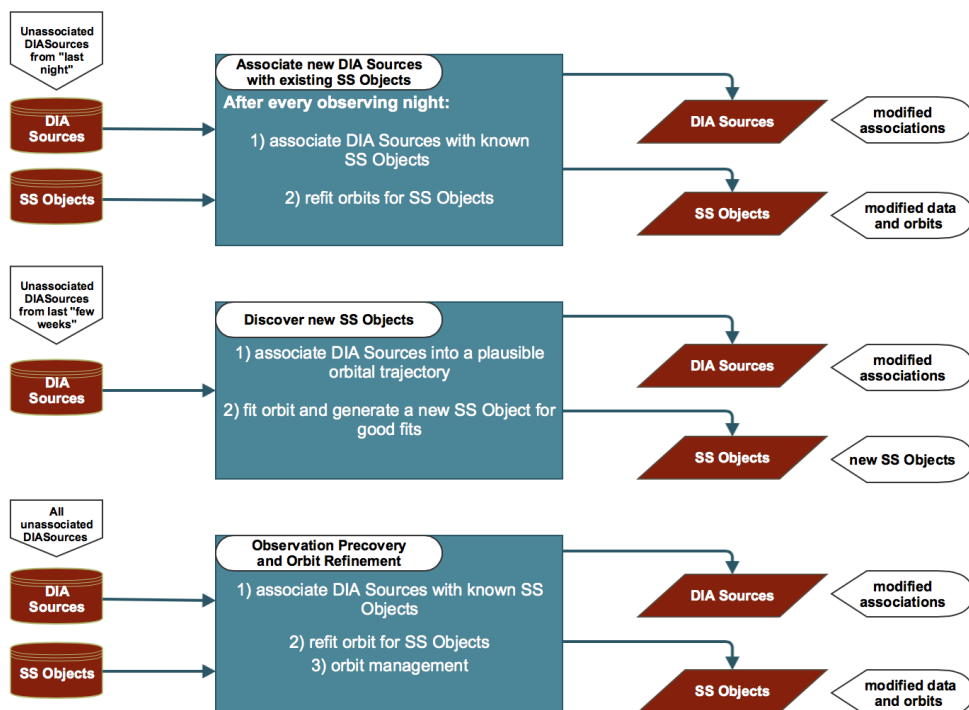 Unassociated
DIASources
from "last
night"
DIA
Sources
SS Objects
Associate new DIA Sources
with existing SS Objects
After every observing night:
1) associate DIA Sources with known
SS Objects
2) refit orbits for SS Objects
DIA Sources
modified
associations
SS Objects
modified data
and orbits
Unassociated
DIASources
from last "few
weeks"
DIA
Sources
Discover new SS Objects
1) associate DIA Sources into a plausible
orbital trajectory
2) fit orbit and generate a new SS Object for
good fits
DIA Sources
modified
associations
SS Objects
new SS Objects
All
unassociated
DIASources
DIA
Sources
SS Objects
Observation Precovery
and Orbit Refinement
1) associate DIA Sources with known SS
Objects
2) refit orbit for SS Objects
3) orbit management
DIA Sources
modified
associations
SS Objects
modified data
and orbits